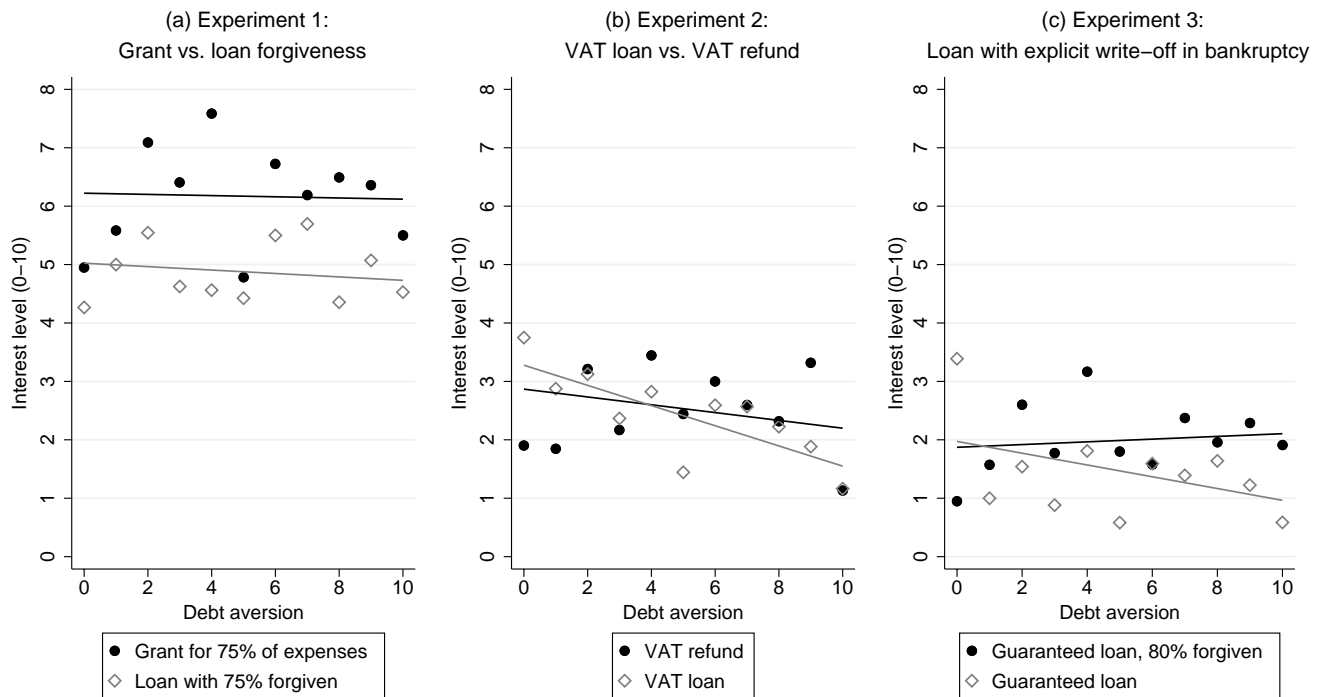 (a) Experiment 1:
Grant vs. loan forgiveness
8
7
6
5
4
3
2
1
0
Interest level (0−10)
0 2 4 6 8 10
Debt aversion
Grant for 75% of expenses
Loan with 75% forgiven
(b) Experiment 2:
VAT loan vs. VAT refund
8
7
6
5
4
3
2
1
0
Interest level (0−10)
0 2 4 6 8 10
Debt aversion
VAT refund
VAT loan
(c) Experiment 3:
Loan with explicit write−off in bankruptcy
8
7
6
5
4
3
2
1
0
Interest level (0−10)
0 2 4 6 8 10
Debt aversion
Guaranteed loan, 80% forgiven
Guaranteed loan